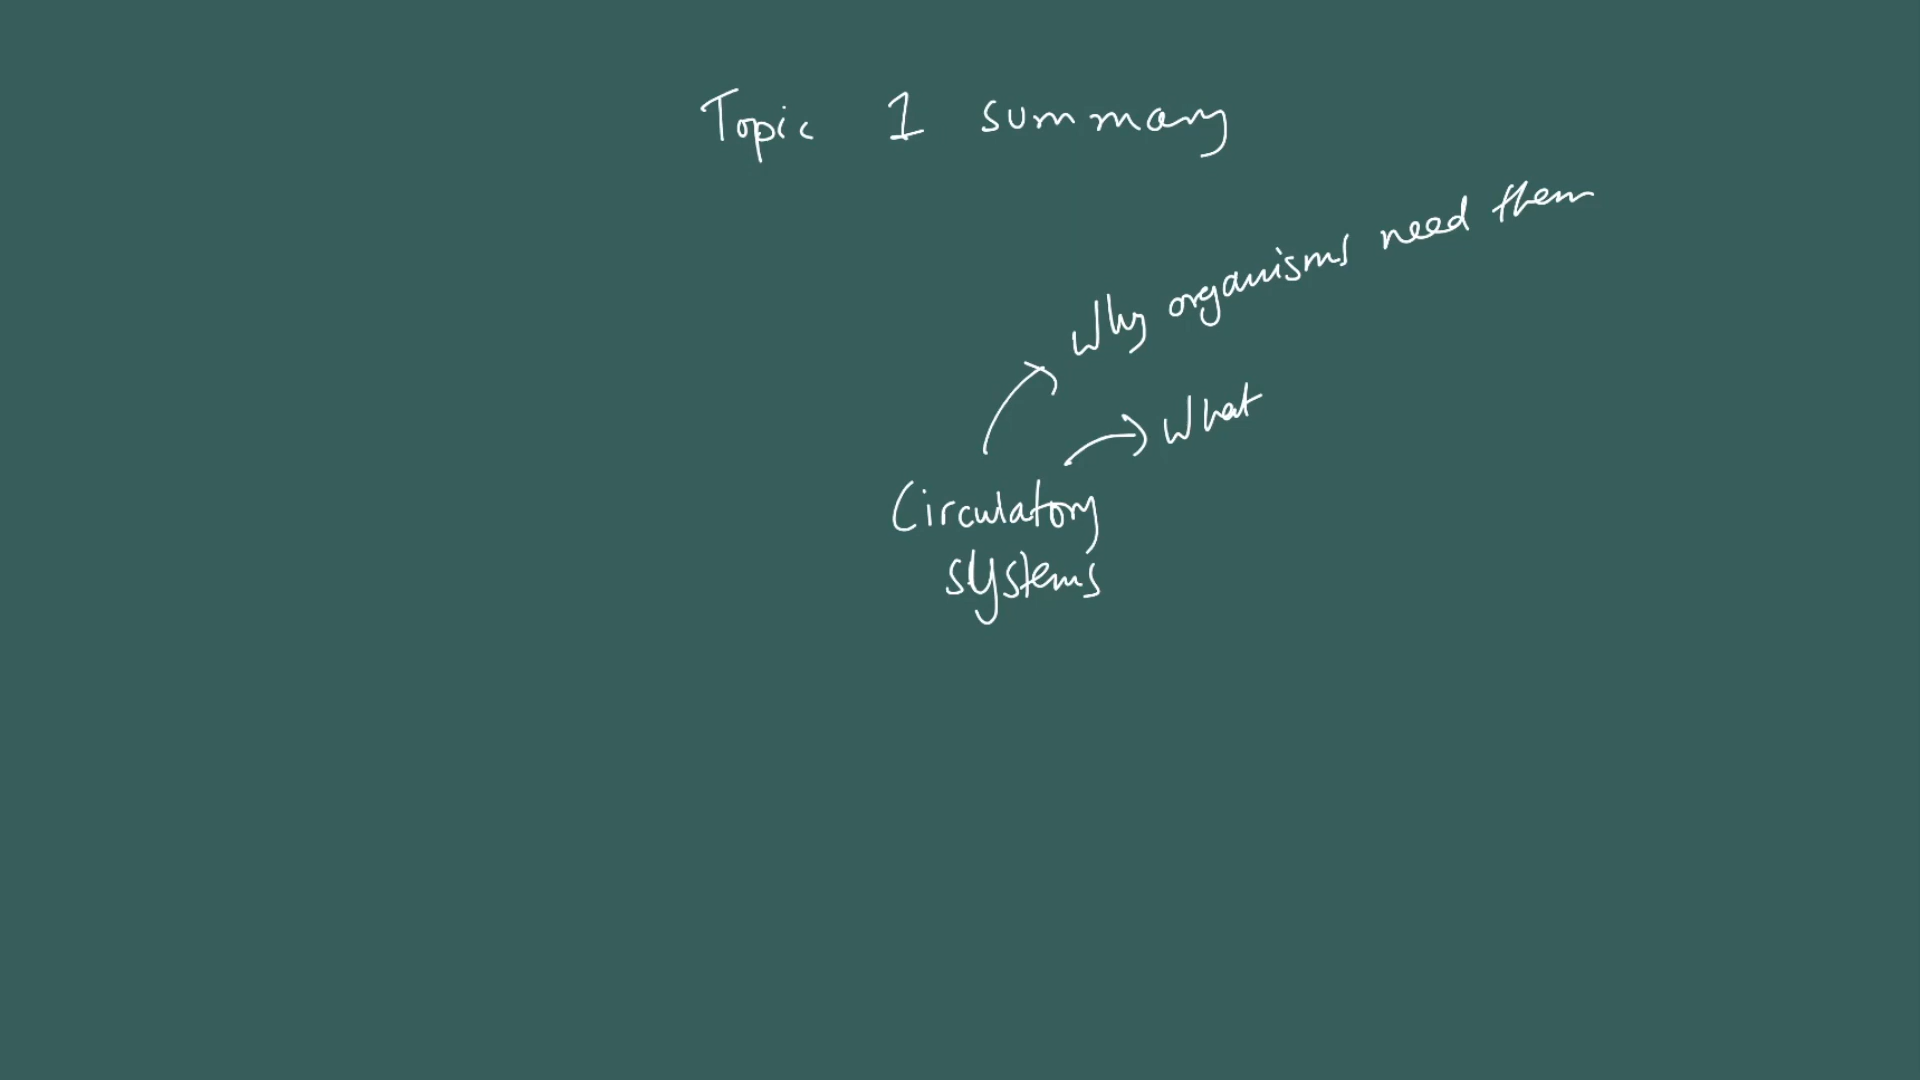 Topic 1 summary
Why organisms need them
What
Circulatory
systems